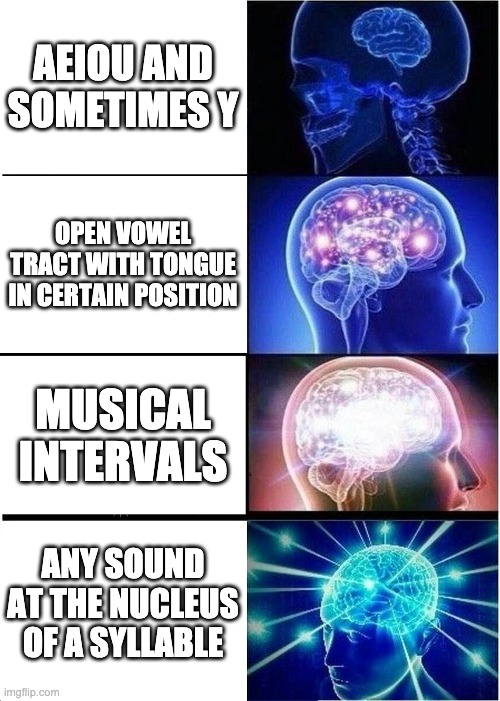 AEIOU AND
SOMETIMES Y
OPEN VOWEL
TRACT WITH TONGUE
IN CERTAIN POSITION
MUSICAL
INTERVALS
ANY SOUND
AT THE NUCLEUS
OF A SYLLABLE
imgflip.com